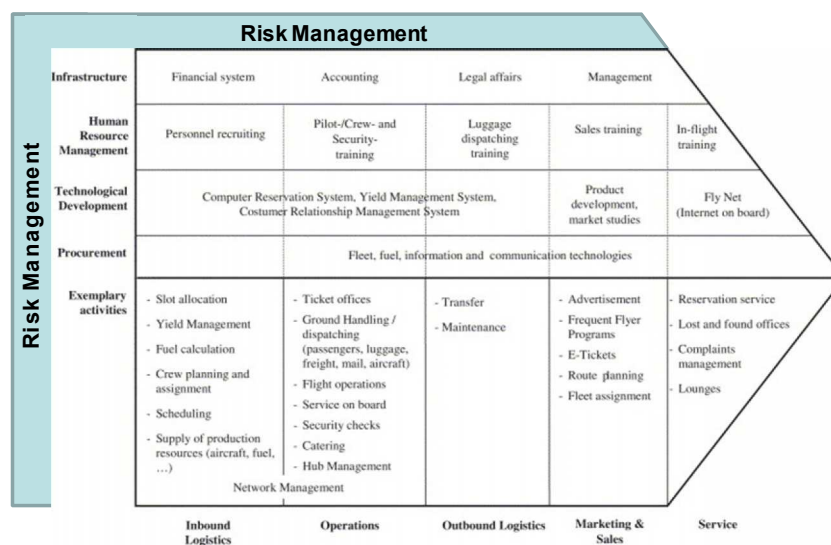 Risk Management
Risk Management
Infrastructure
Financial system
Accounting
Legal affairs
Management
Human
Resource
Management
Personnel recruiting
Pilot-/Crew- and
Security-
training
Luggage
dispatching
training
Sales training
In-flight
training
Technological
Development
Computer Reservation System, Yield Management System,
Costumer Relationship Management System
Product
development,
market studies
Fly Net
(Internet on board)
Procurement
Fleet, fuel, information and communication technologies
Exemplary
activities
- Slot allocation
- Yield Management
- Fuel calculation
- Crew planning and
assignment
- Scheduling
- Supply of production
resources (aircraft, fuel,
…)
- Ticket offices
- Ground Handling /
dispatching
(passengers, luggage,
freight, mail, aircraft)
- Flight operations
- Service on board
- Security checks
- Catering
- Hub Management
Network Management
- Transfer
- Maintenance
- Advertisement
- Frequent Flyer
Programs
- E-Tickets
- Route planning
- Fleet assignment
- Reservation service
- Lost and found offices
- Complaints
management
- Lounges
Inbound
Logistics
Operations
Outbound Logistics
Marketing &
Sales
Service